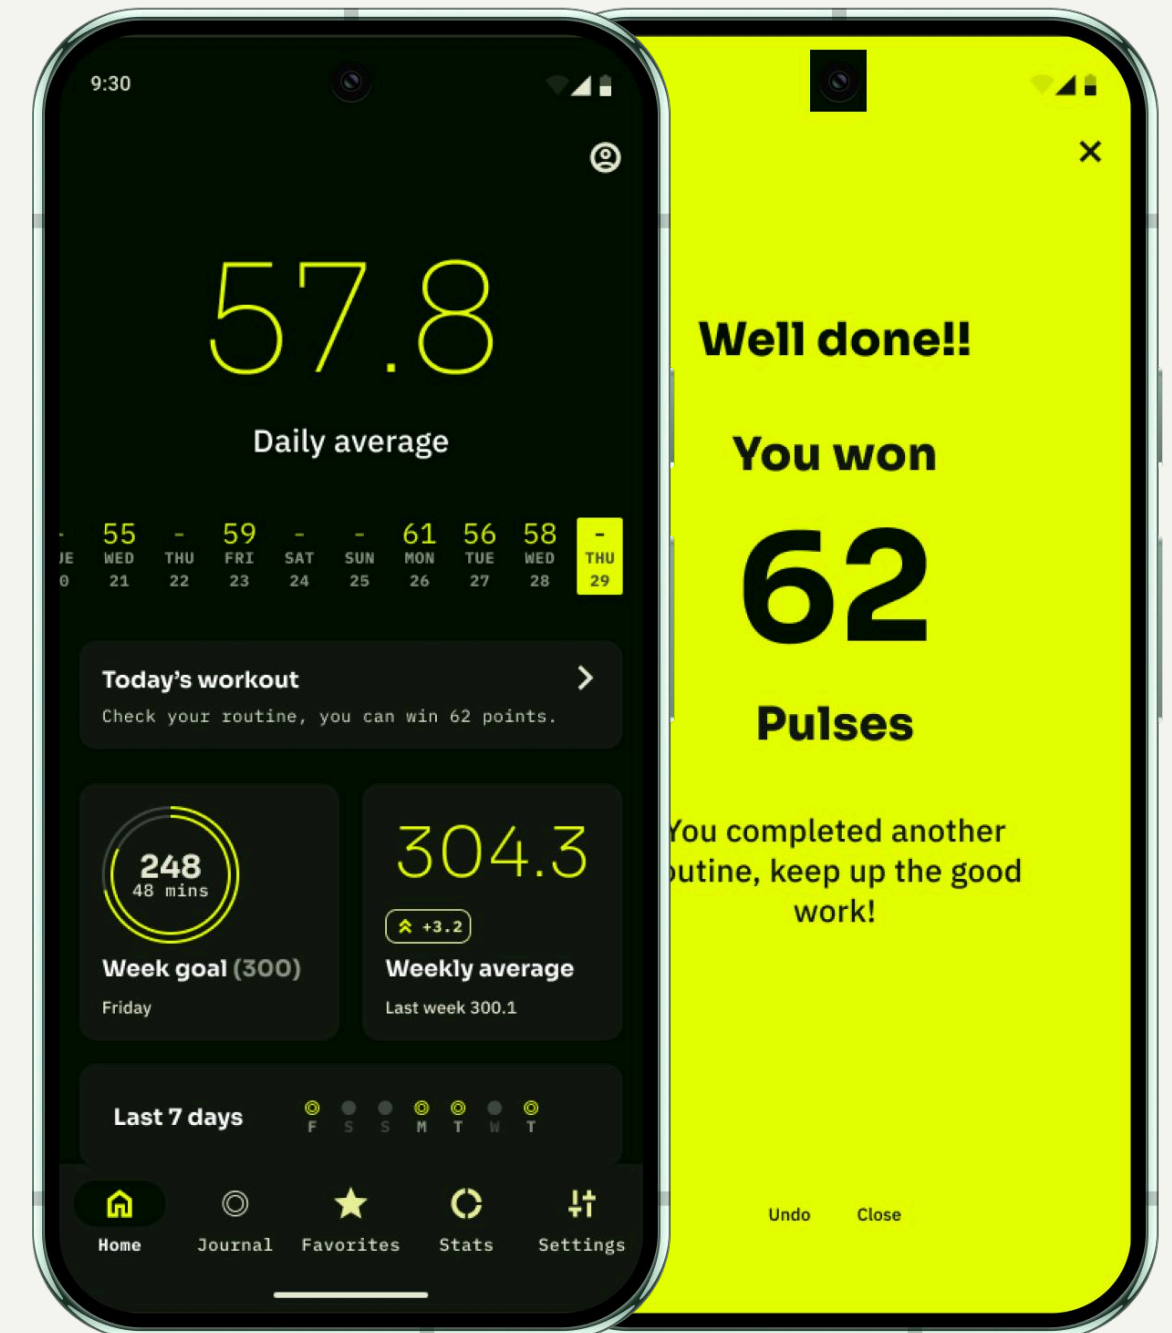 9:30
57.8
Daily average
- 55 - 59 - - 61 56 58 -
UE WED THU FRI SAT SUN MON TUE WED THU
0 21 22 23 24 25 26 27 28 29
Today’s workout
Check your routine, you can win 62 points.
248
48 mins
Week goal (300)
Friday
304.3
+3.2
Weekly average
Last week 300.1
Last 7 days
F S S M T W T
Home Journal Favorites Stats Settings
Well done!!
You won
62
Pulses
You completed another
outine, keep up the good
work!
Undo Close